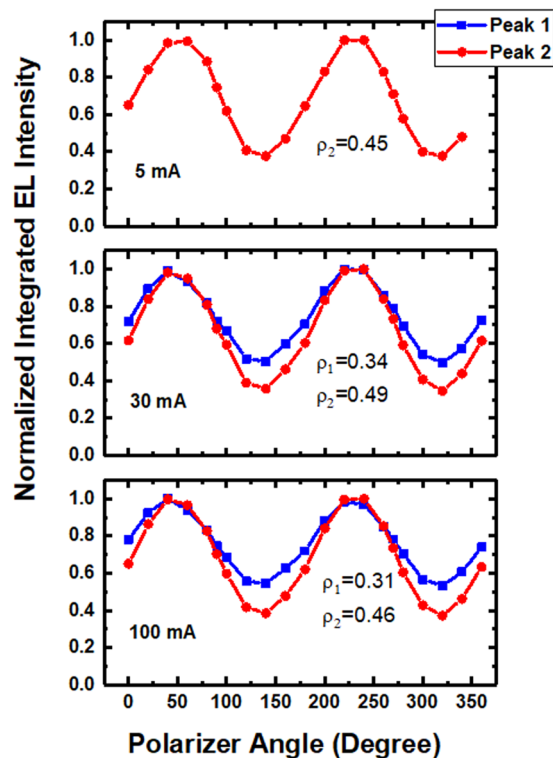 Peak 1
Peak 2
Normalized Integrated EL Intensity
1.0
0.8
0.6
0.4
0.2
0.0
5 mA
ρ2=0.45
1.0
0.8
0.6
0.4
0.2
0.0
30 mA
ρ1=0.34
ρ2=0.49
1.0
0.8
0.6
0.4
0.2
0.0
100 mA
ρ1=0.31
ρ2=0.46
0 50 100 150 200 250 300 350
Polarizer Angle (Degree)